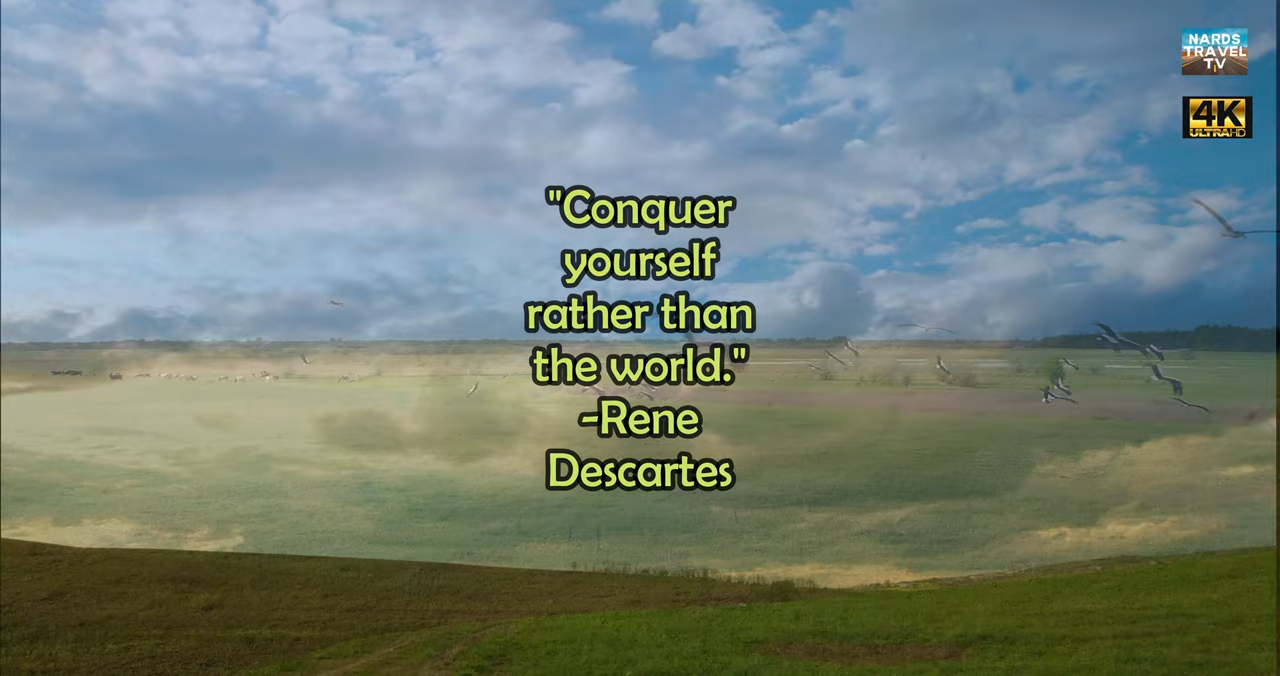 NARDS
TRAVEL
TV
4K
ULTRA HD
"Conquer
yourself
rather than
the world."
-Rene
Descartes